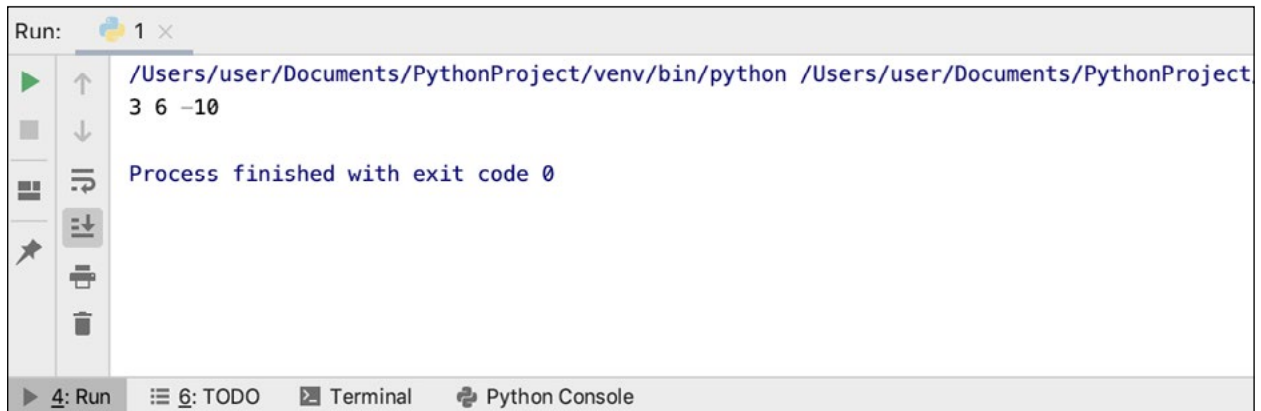 Run: 1
/Users/user/Documents/PythonProject/venv/bin/python /Users/user/Documents/PythonProject/
3 6 -10
Process finished with exit code 0
4: Run 6: TODO Terminal Python Console